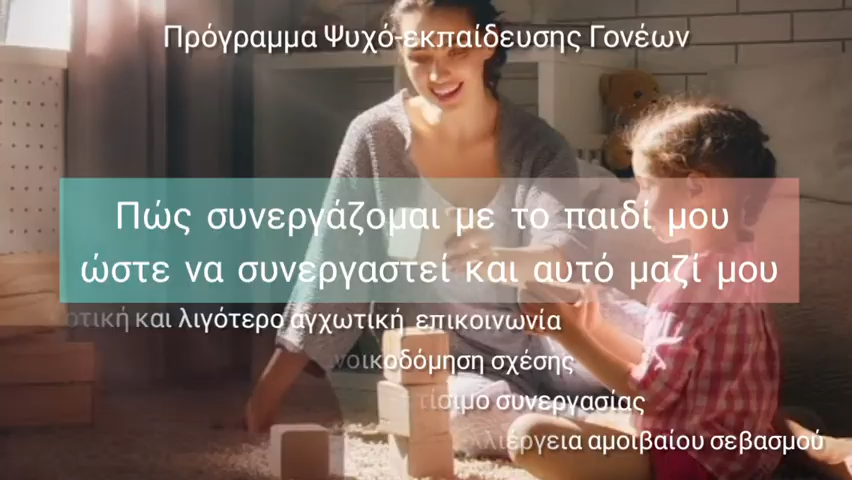 Πρόγραμμα Ψυχό-εκπαίδευσης Γονέων
Πώς συνεργάζομαι με το παιδί μου
ώστε να συνεργαστεί και αυτό μαζί μου
και λιγότερο αγχωτική επικοινωνία
σχέσης
συνεργασίας
αμοιβαίου σεβασμού